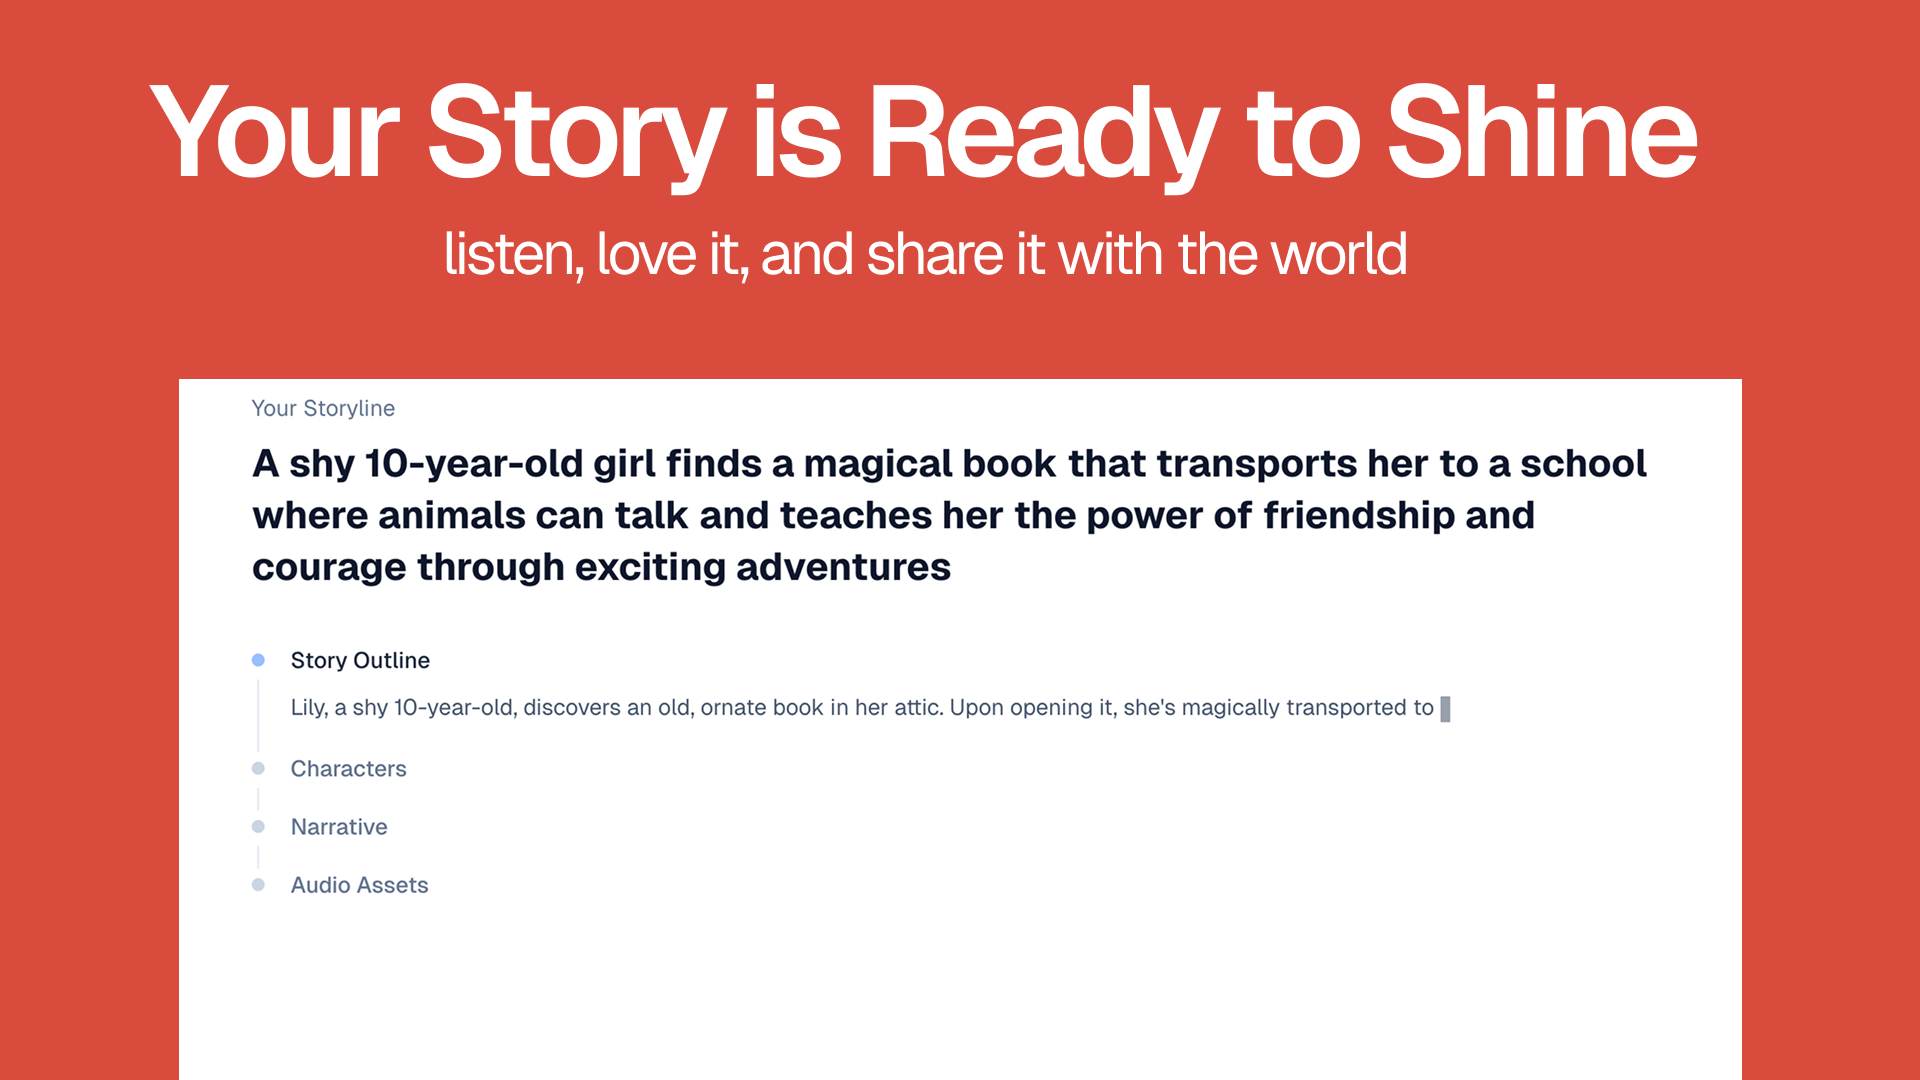 Your Story is Ready to Shine
listen, love it, and share it with the world
Your Storyline
A shy 10-year-old girl finds a magical book that transports her to a school
where animals can talk and teaches her the power of friendship and
courage through exciting adventures
Story Outline
Lily, a shy 10-year-old, discovers an old, ornate book in her attic. Upon opening it, she's magically transported to
Characters
Narrative
Audio Assets